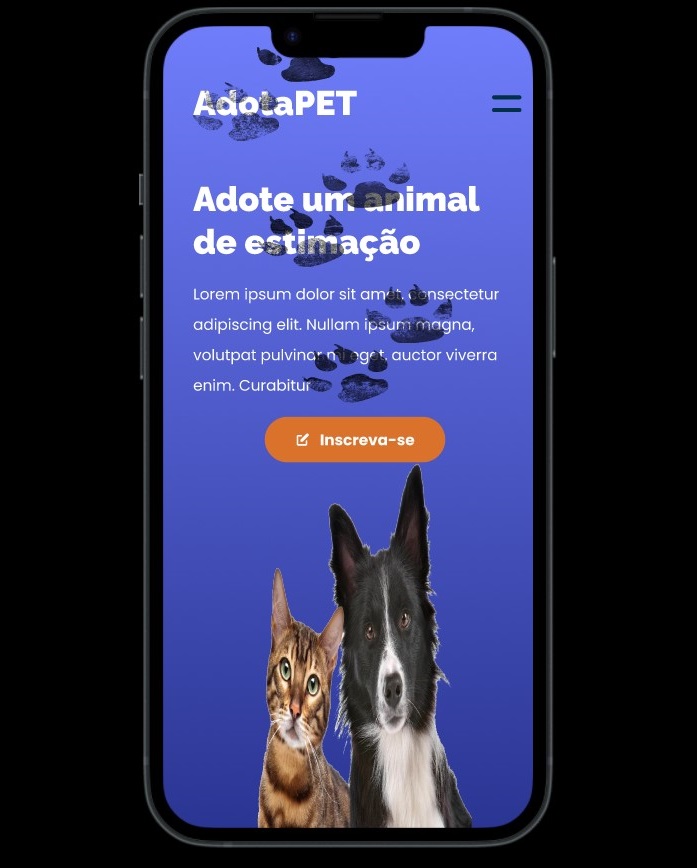 AdotaPET
Adote um animal
de estimação
Lorem ipsum dolor sit amet, consectetur
adipiscing elit. Nullam ipsum magna,
volutpat pulvinar mi eget, auctor viverra
enim. Curabitur
Inscreva-se